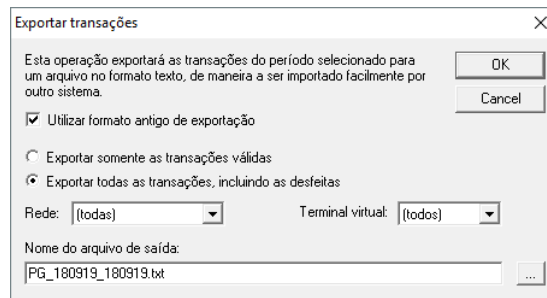 Exportar transações
Esta operação exportará as transações do período selecionado para
um arquivo no formato texto, de maneira a ser importado facilmente por
outro sistema.
OK
Cancel
Utilizar formato antigo de exportação
Exportar somente as transações válidas
Exportar todas as transações, incluindo as desfeitas
Rede: (todas) Terminal virtual: (todos)
Nome do arquivo de saída:
PG_180919_180919.txt ...